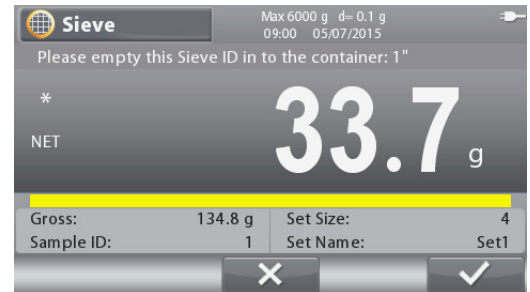 Sieve
Max 6000 g d= 0.1 g
09:00 05/07/2015
Please empty this Sieve ID in to the container: 1"
*
NET
33.7 g
Gross: 134.8 g Set Size: 4
Sample ID: 1 Set Name: Set1